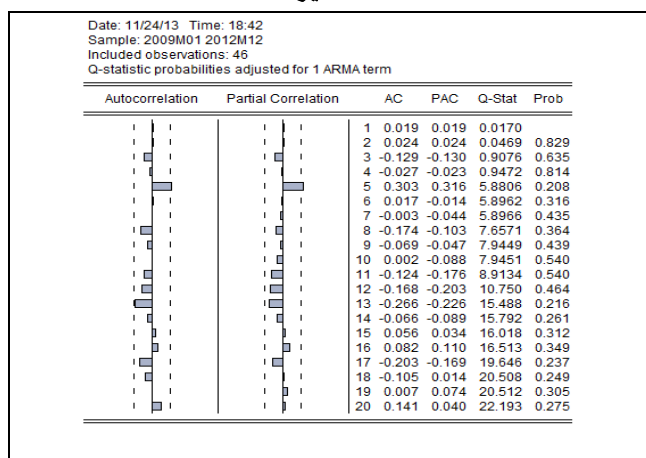 Date: 11/24/13 Time: 18:42
Sample: 2009M01 2012M12
Included observations: 46
Q-statistic probabilities adjusted for 1 ARMA term
Autocorrelation Partial Correlation AC PAC Q-Stat Prob
1 0.019 0.019 0.0170
2 0.024 0.024 0.0469 0.829
3 -0.129 -0.130 0.9076 0.635
4 -0.027 -0.023 0.9472 0.814
5 0.303 0.316 5.8806 0.208
6 0.017 -0.014 5.8962 0.316
7 -0.003 -0.044 5.8966 0.435
8 -0.174 -0.103 7.6571 0.364
9 -0.069 -0.047 7.9449 0.439
10 0.002 -0.088 7.9451 0.540
11 -0.124 -0.176 8.9134 0.540
12 -0.168 -0.203 10.750 0.464
13 -0.266 -0.226 15.488 0.216
14 -0.066 -0.089 15.792 0.261
15 0.056 0.034 16.018 0.312
16 0.082 0.110 16.513 0.349
17 -0.203 -0.169 19.646 0.237
18 -0.105 0.014 20.508 0.249
19 0.007 0.074 20.512 0.305
20 0.141 0.040 22.193 0.275